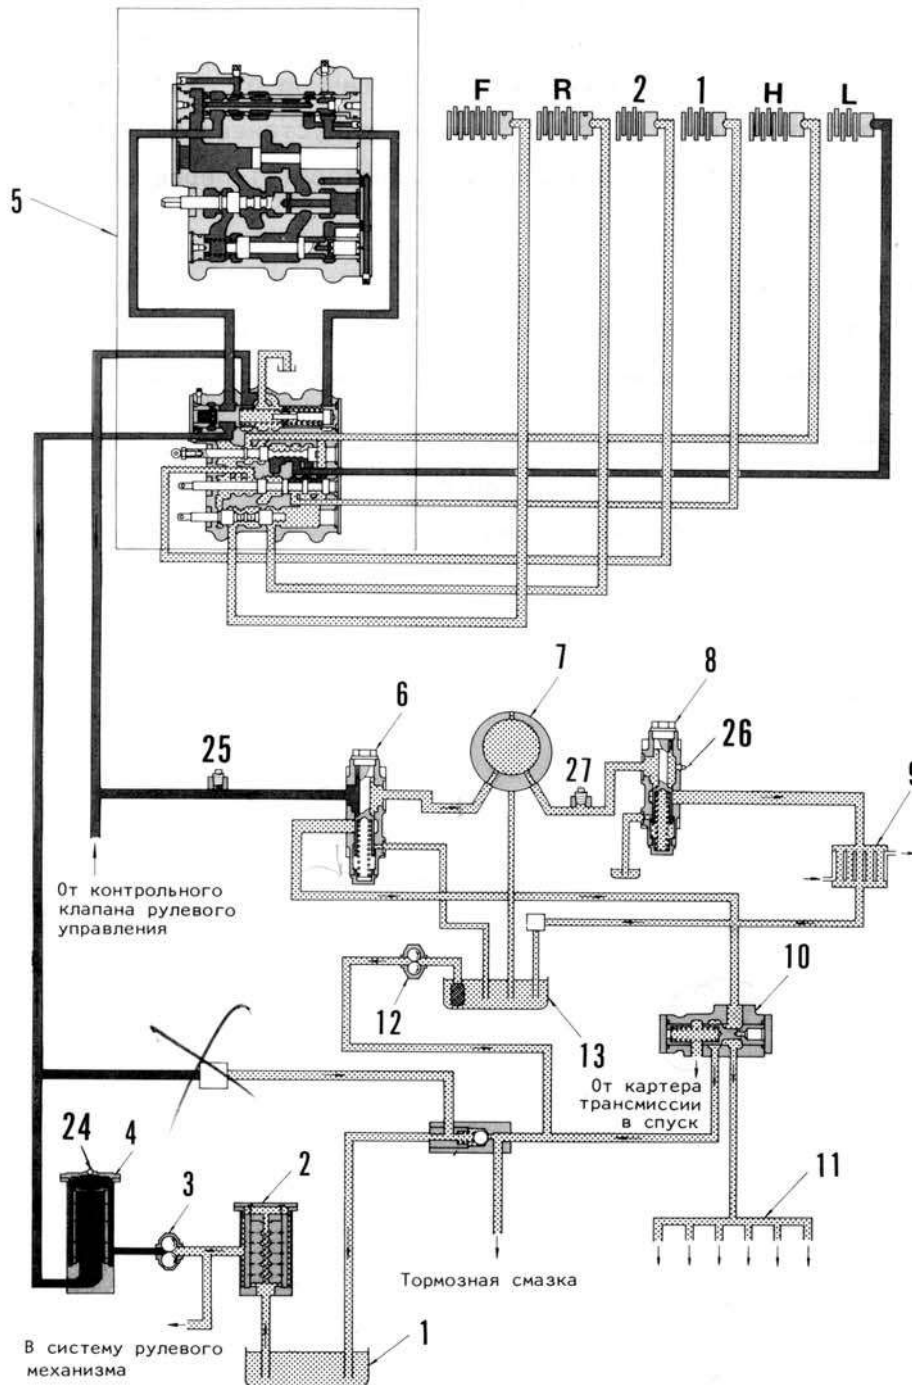 F R 2 1 H L
5
7
8
6
25
27
26
9
От контрольного
клапана рулевого
управления
10
12
13
От картера
трансмиссии
в спуск
24
4
2
3
11
Тормозная смазка
1
В систему рулевого
механизма